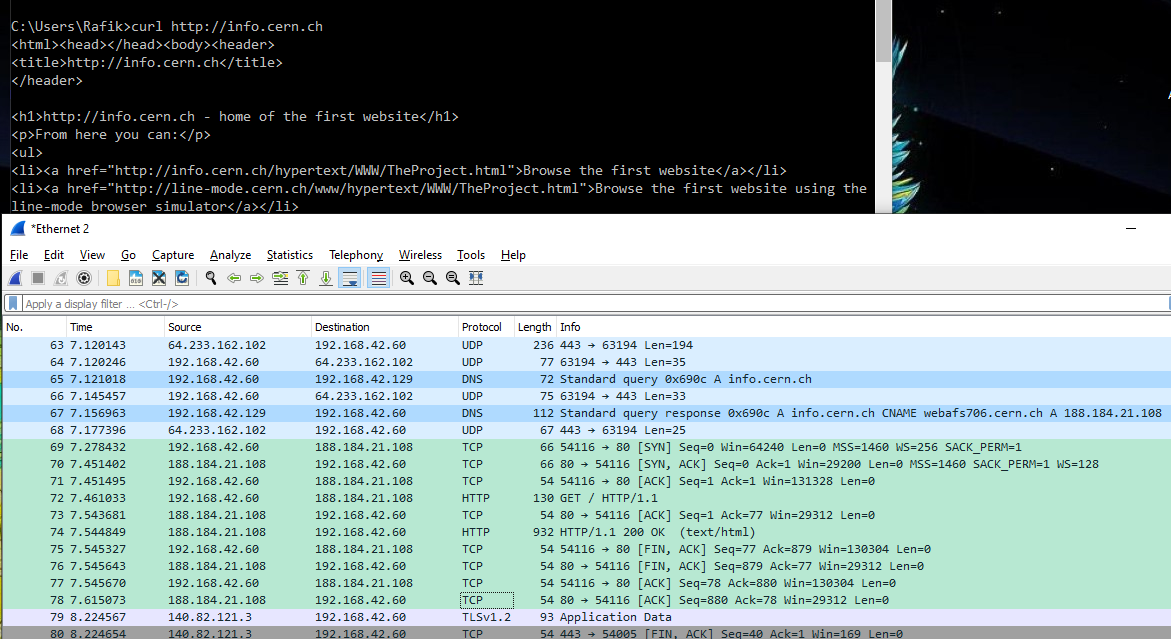 C:\Users\Rafik>curl http://info.cern.ch
<html><head></head><body><header>
<title>http://info.cern.ch</title>
</header>
<h1>http://info.cern.ch - home of the first website</h1>
<p>From here you can:</p>
<ul>
<li><a href="http://info.cern.ch/hypertext/WWW/TheProject.html">Browse the first website</a></li>
<li><a href="http://line-mode.cern.ch/www/hypertext/WWW/TheProject.html">Browse the first website using the
line-mode browser simulator</a></li>
*Ethernet 2
File Edit View Go Capture Analyze Statistics Telephony Wireless Tools Help
Apply a display filter ... <Ctrl-/>
No. Time Source Destination Protocol Length Info
63 7.120143 64.233.162.102 192.168.42.60 UDP 236 443 → 63194 Len=194
64 7.120246 192.168.42.60 64.233.162.102 UDP 77 63194 → 443 Len=35
65 7.121018 192.168.42.60 192.168.42.129 DNS 72 Standard query 0x690c A info.cern.ch
66 7.145457 192.168.42.60 64.233.162.102 UDP 75 63194 → 443 Len=33
67 7.156963 192.168.42.129 192.168.42.60 DNS 112 Standard query response 0x690c A info.cern.ch CNAME webafs706.cern.ch A 188.184.21.108
68 7.177396 64.233.162.102 192.168.42.60 UDP 67 443 → 63194 Len=25
69 7.278432 192.168.42.60 188.184.21.108 TCP 66 54116 → 80 [SYN] Seq=0 Win=64240 Len=0 MSS=1460 WS=256 SACK_PERM=1
70 7.451402 188.184.21.108 192.168.42.60 TCP 66 80 → 54116 [SYN, ACK] Seq=0 Ack=1 Win=29200 Len=0 MSS=1460 SACK_PERM=1 WS=128
71 7.451495 192.168.42.60 188.184.21.108 TCP 54 54116 → 80 [ACK] Seq=1 Ack=1 Win=131328 Len=0
72 7.461033 192.168.42.60 188.184.21.108 HTTP 130 GET / HTTP/1.1
73 7.543681 188.184.21.108 192.168.42.60 TCP 54 80 → 54116 [ACK] Seq=1 Ack=77 Win=29312 Len=0
74 7.544849 188.184.21.108 192.168.42.60 HTTP 932 HTTP/1.1 200 OK (text/html)
75 7.545327 192.168.42.60 188.184.21.108 TCP 54 54116 → 80 [FIN, ACK] Seq=77 Ack=879 Win=130304 Len=0
76 7.545643 188.184.21.108 192.168.42.60 TCP 54 80 → 54116 [FIN, ACK] Seq=879 Ack=77 Win=29312 Len=0
77 7.545670 192.168.42.60 188.184.21.108 TCP 54 54116 → 80 [ACK] Seq=78 Ack=880 Win=130304 Len=0
78 7.615073 188.184.21.108 192.168.42.60 TCP 54 80 → 54116 [ACK] Seq=880 Ack=78 Win=29312 Len=0
79 8.224567 140.82.121.3 192.168.42.60 TLSv1.2 93 Application Data
80 8.224654 140.82.121.3 192.168.42.60 TCP 54 443 → 54005 [FIN, ACK] Seq=40 Ack=1 Win=169 Len=0